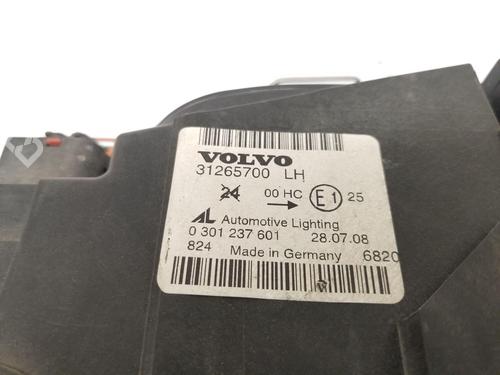 VOLVO
31265700 LH
24 00 HC E1 25
AL Automotive Lighting
0 301 237 601 28.07.08
824 Made in Germany 6820